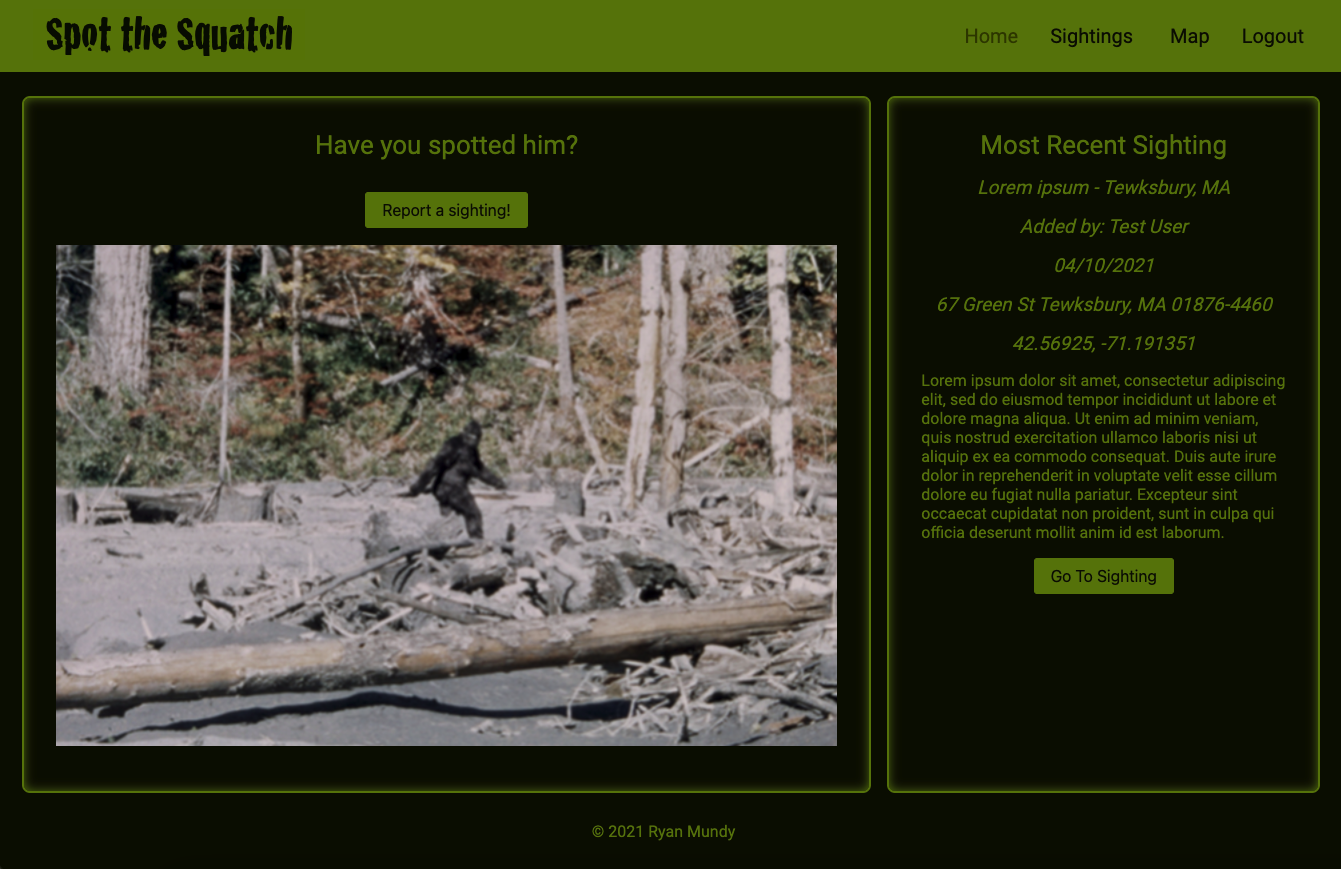 Spot the Squatch
Home Sightings Map Logout
Have you spotted him?
Report a sighting!
Most Recent Sighting
Lorem ipsum - Tewksbury, MA
Added by: Test User
04/10/2021
67 Green St Tewksbury, MA 01876-4460
42.56925, -71.191351
Lorem ipsum dolor sit amet, consectetur adipiscing
elit, sed do eiusmod tempor incididunt ut labore et
dolore magna aliqua. Ut enim ad minim veniam,
quis nostrud exercitation ullamco laboris nisi ut
aliquip ex ea commodo consequat. Duis aute irure
dolor in reprehenderit in voluptate velit esse cillum
dolore eu fugiat nulla pariatur. Excepteur sint
occaecat cupidatat non proident, sunt in culpa qui
officia deserunt mollit anim id est laborum.
Go To Sighting
© 2021 Ryan Mundy